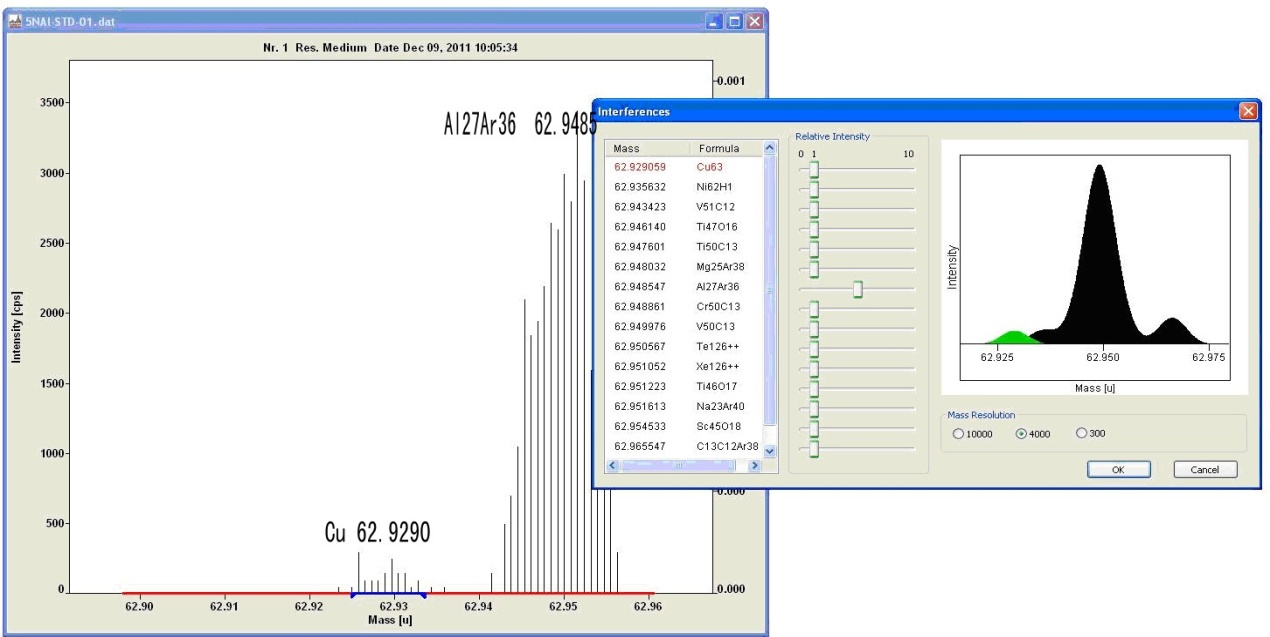 5NAI-STD-01.dat
Nr. 1 Res. Medium Date Dec 09, 2011 10:05:34
0.001
3500
Al27Ar36 62.9485
3000
2500
2000
Intensity [cps]
1500
1000
0.000
500
Cu 62.9290
0
0.000
62.90 62.91 62.92 62.93 62.94 62.95 62.96
Mass [u]
Interferences
Mass Formula
62.929059 Cu63
62.935632 Ni62H1
62.943423 V51C12
62.946140 Ti47O16
62.947601 Ti50C13
62.948032 Mg25Ar38
62.948547 Al27Ar36
62.948861 Cr50C13
62.949976 V50C13
62.950567 Te126++
62.951052 Xe126++
62.951223 Ti46O17
62.951613 Na23Ar40
62.954533 Sc45O18
62.965547 C13C12Ar38
Relative Intensity
0 1 10
Intensity
62.925 62.950 62.975
Mass [u]
Mass Resolution
10000 4000 300
OK Cancel